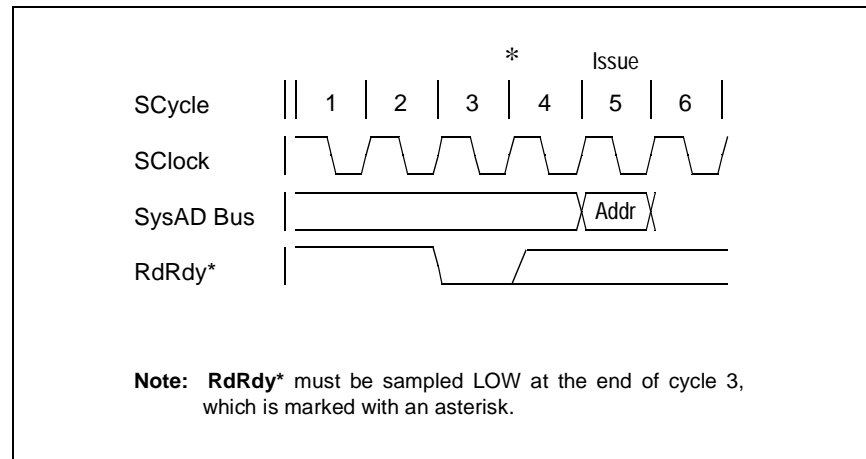 * Issue
SCycle 1 2 3 4 5 6
SClock
SysAD Bus Addr
RdRdy*
Note: RdRdy* must be sampled LOW at the end of cycle 3,
which is marked with an asterisk.